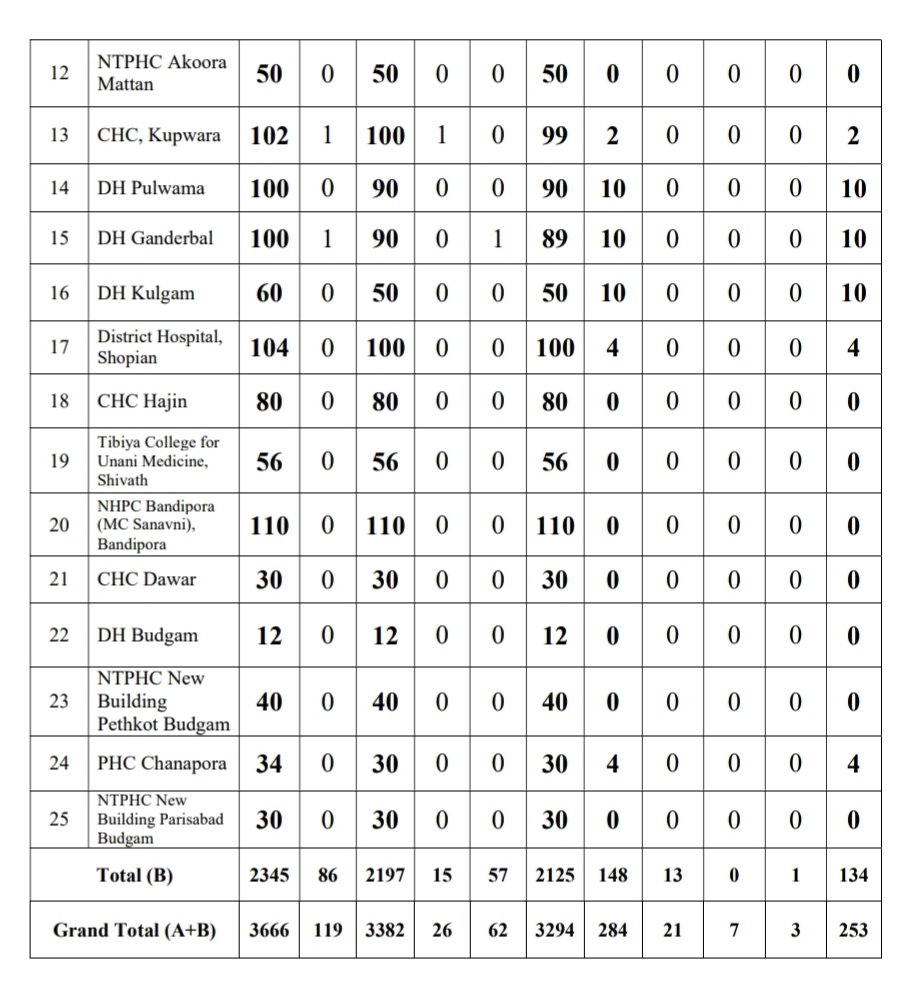 12 NTPHC Akoora Mattan 50 0 50 0 0 50 0 0 0 0 0
13 CHC, Kupwara 102 1 100 1 0 99 2 0 0 0 2
14 DH Pulwama 100 0 90 0 0 90 10 0 0 0 10
15 DH Ganderbal 100 1 90 0 1 89 10 0 0 0 10
16 DH Kulgam 60 0 50 0 0 50 10 0 0 0 10
17 District Hospital, Shopian 104 0 100 0 0 100 4 0 0 0 4
18 CHC Hajin 80 0 80 0 0 80 0 0 0 0 0
19 Tibiya College for Unani Medicine, Shivath 56 0 56 0 0 56 0 0 0 0 0
20 NHPC Bandipora (MC Sanavni), Bandipora 110 0 110 0 0 110 0 0 0 0 0
21 CHC Dawar 30 0 30 0 0 30 0 0 0 0 0
22 DH Budgam 12 0 12 0 0 12 0 0 0 0 0
23 NTPHC New Building Pethkot Budgam 40 0 40 0 0 40 0 0 0 0 0
24 PHC Chanapora 34 0 30 0 0 30 4 0 0 0 4
25 NTPHC New Building Parisabad Budgam 30 0 30 0 0 30 0 0 0 0 0
Total (B) 2345 86 2197 15 57 2125 148 13 0 1 134
Grand Total (A+B) 3666 119 3382 26 62 3294 284 21 7 3 253